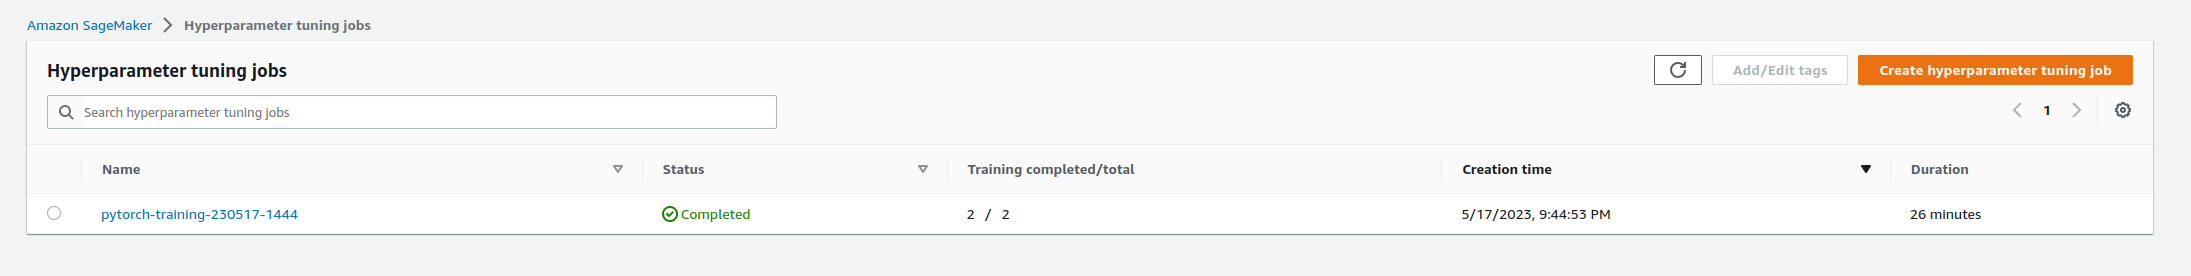 Amazon SageMaker > Hyperparameter tuning jobs
Hyperparameter tuning jobs
Add/Edit tags
Create hyperparameter tuning job
Search hyperparameter tuning jobs
1
Name Status Training completed/total Creation time Duration
pytorch-training-230517-1444 Completed 2 / 2 5/17/2023, 9:44:53 PM 26 minutes